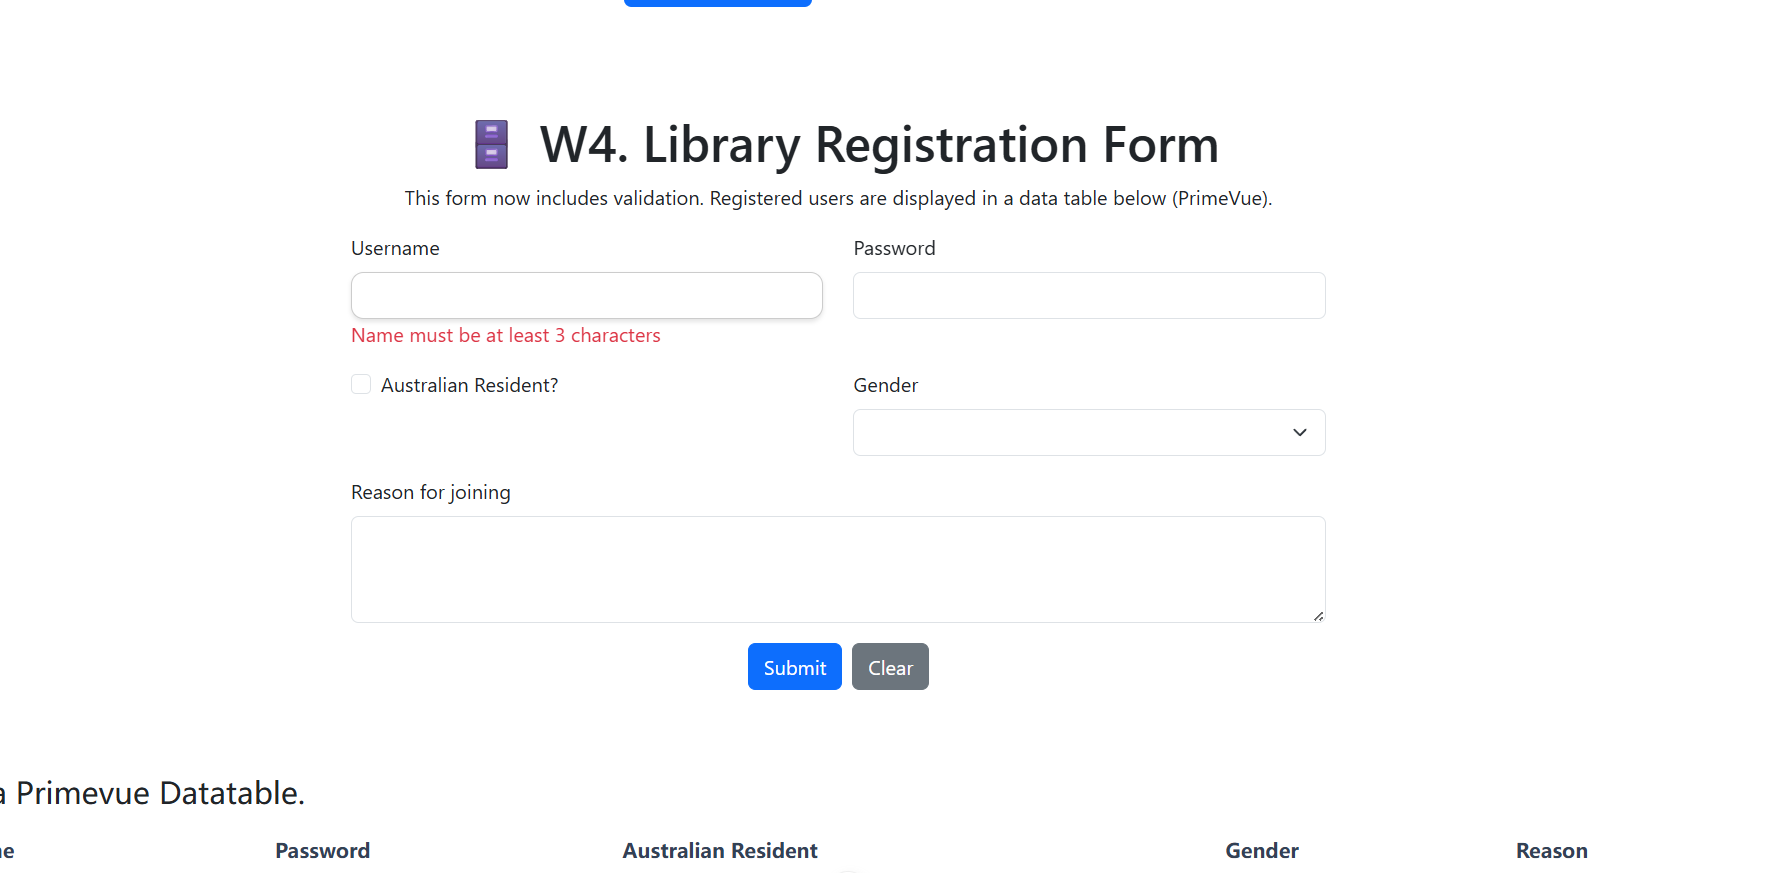 W4. Library Registration Form
This form now includes validation. Registered users are displayed in a data table below (PrimeVue).
Username
Password
Name must be at least 3 characters
Australian Resident?
Gender
Reason for joining
Submit
Clear
Primevue Datatable.
Password
Australian Resident
Gender
Reason